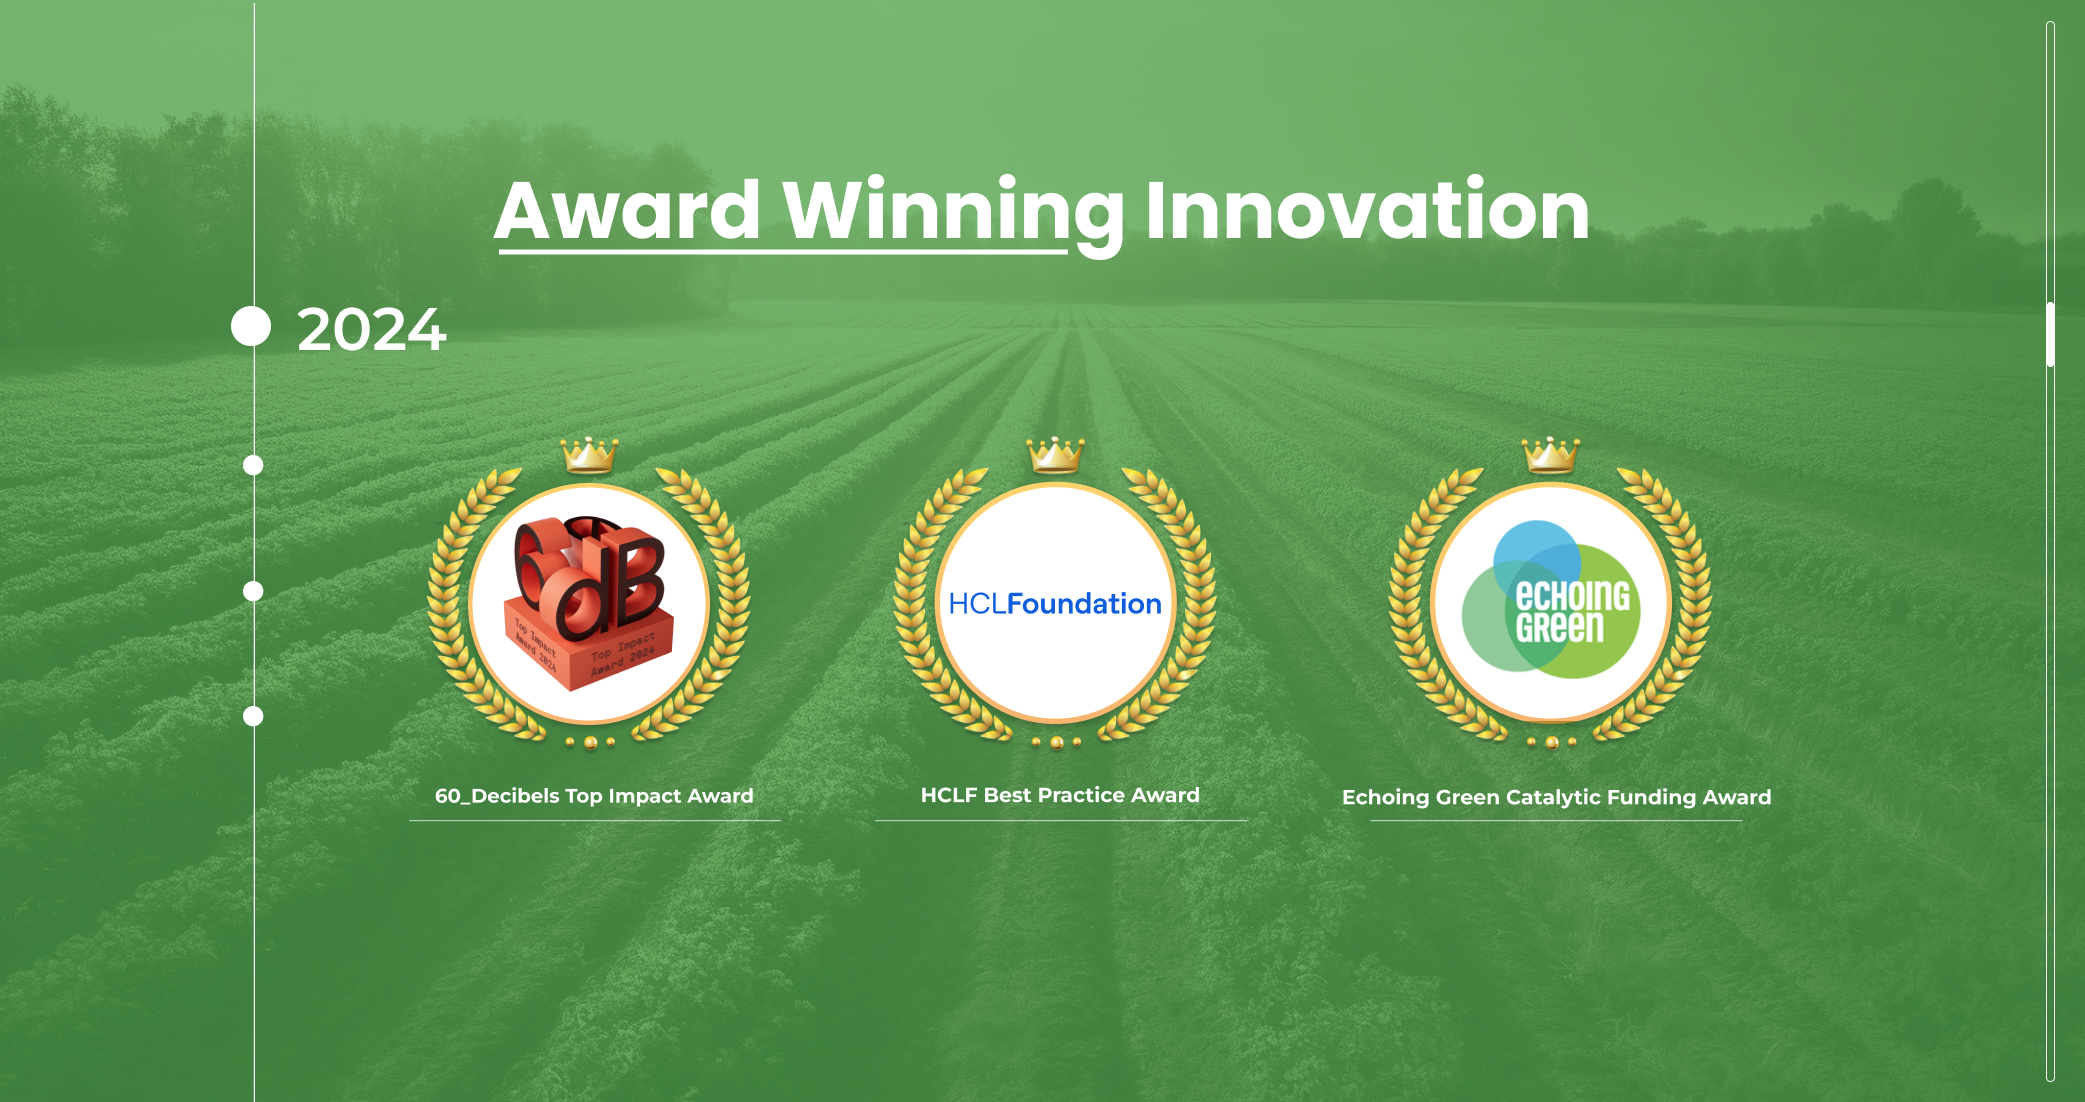 Award Winning Innovation
2024
6dB
Top Impact
Award 2024
Top Impact
Award 2024
HCLFoundation
eCHOING
GReen
60_Decibels Top Impact Award
HCLF Best Practice Award
Echoing Green Catalytic Funding Award